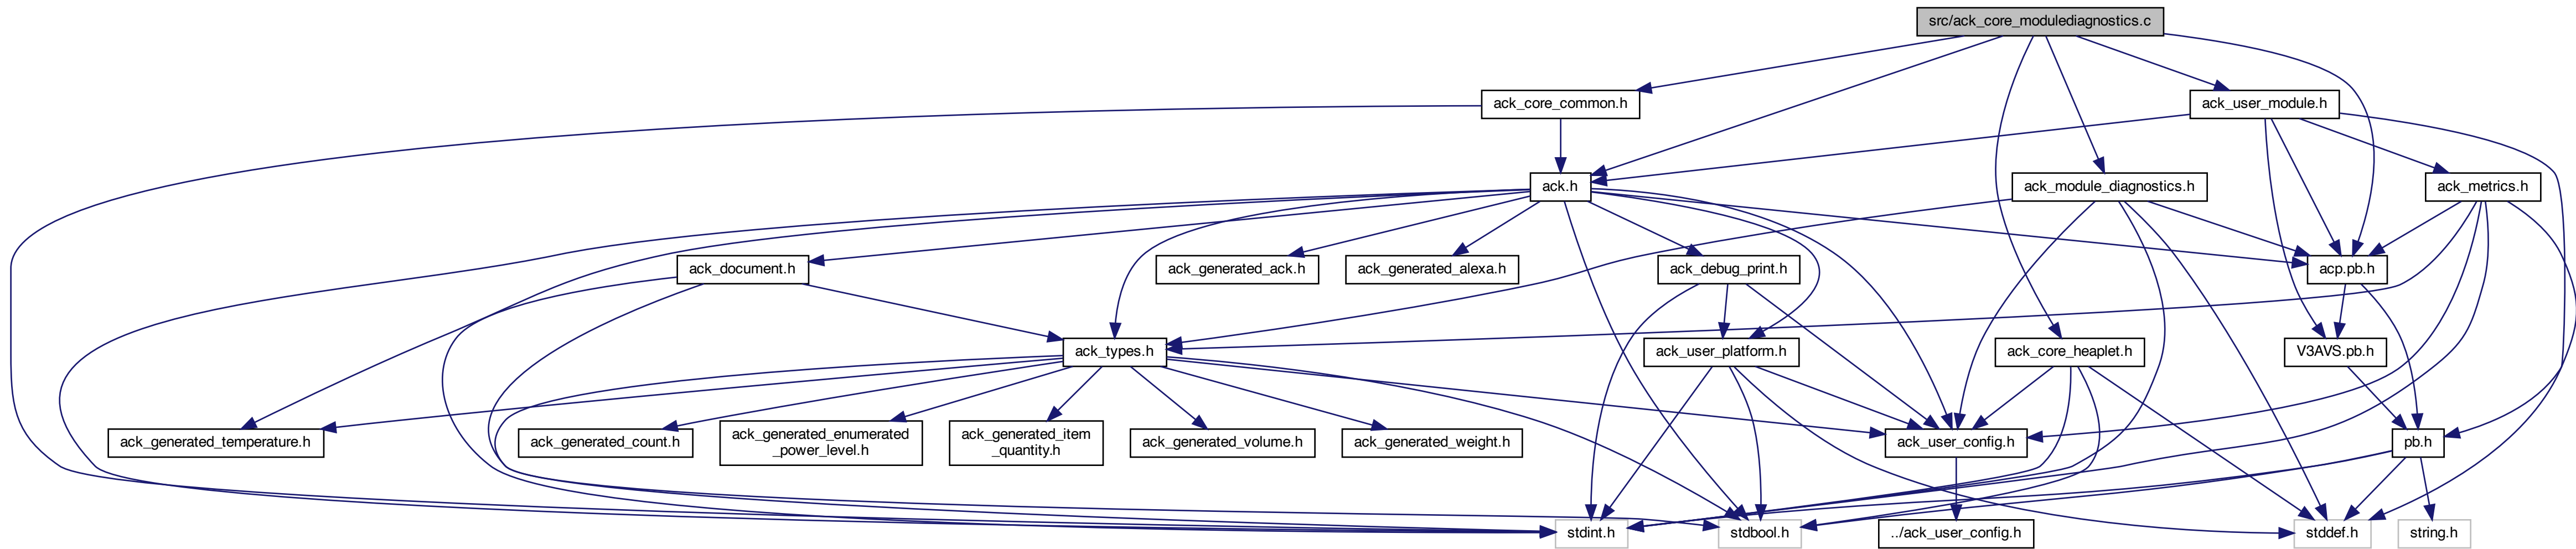 src/ack_core_modulediagnostics.c
ack_core_common.h
ack_user_module.h
ack.h
ack_module_diagnostics.h
ack_metrics.h
ack_document.h
ack_generated_ack.h
ack_generated_alexa.h
ack_debug_print.h
acp.pb.h
ack_types.h
ack_user_platform.h
ack_core_heaplet.h
V3AVS.pb.h
ack_generated_temperature.h
ack_generated_count.h
ack_generated_enumerated
_power_level.h
ack_generated_item
_quantity.h
ack_generated_volume.h
ack_generated_weight.h
ack_user_config.h
pb.h
stdint.h
stdbool.h
../ack_user_config.h
stddef.h
string.h